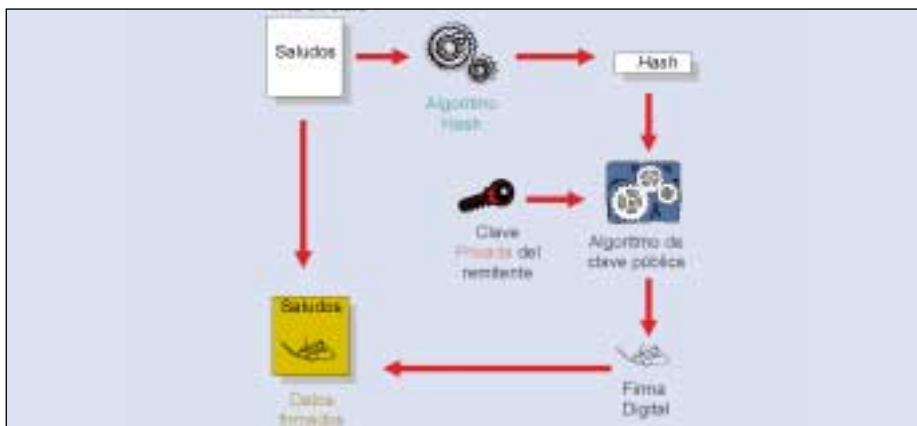 Saludos
Algoritmo
Hash
Hash
Clave
Privada del
remitente
Algoritmo de
clave pública
Saludos
Datos
firmados
Firma
Digital